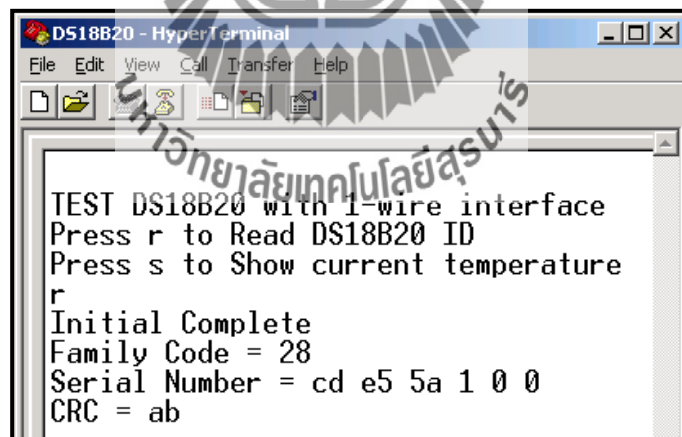 DS18B20 - HyperTerminal
File Edit View Call Transfer Help
มหาวิทยาลัยเทคโนโลยีสุรนาร
TEST DS18B20 with 1-wire interface
Press r to Read DS18B20 ID
Press s to Show current temperature
r
Initial Complete
Family Code = 28
Serial Number = cd e5 5a 1 0 0
CRC = ab